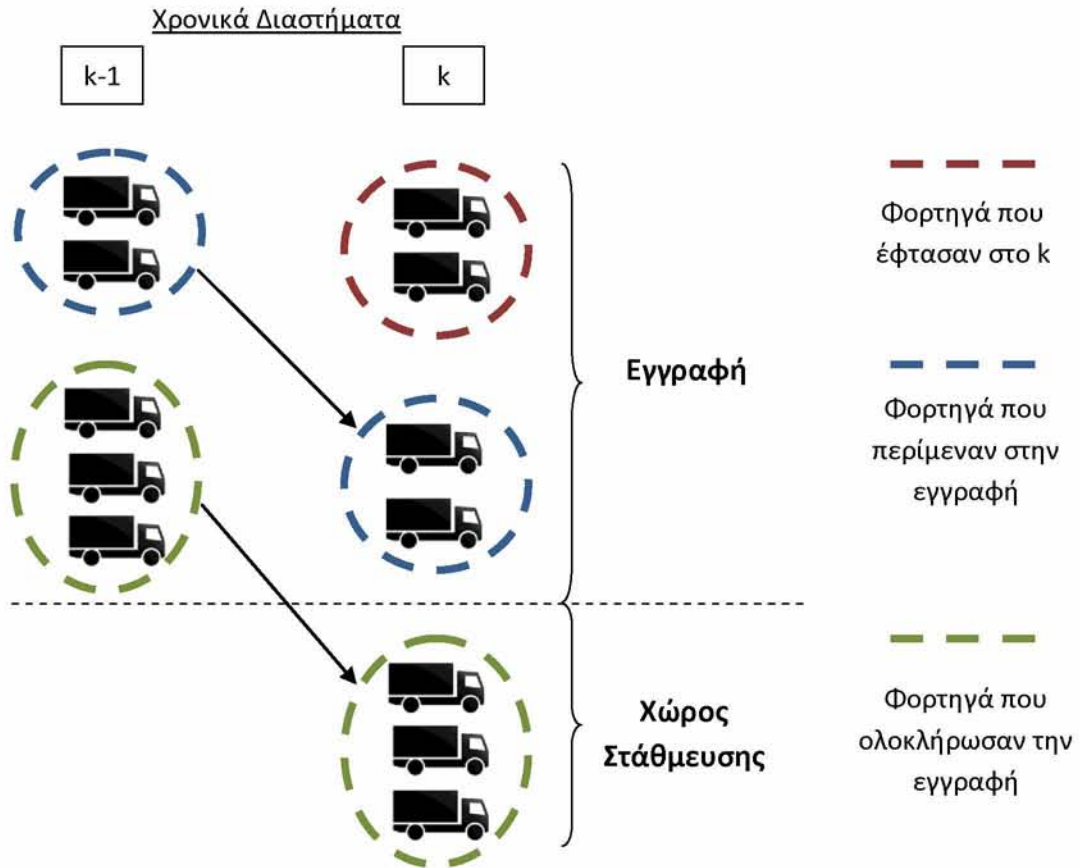 Χρονικά Διαστήματα
k-1
k
Φορτηγά που
έφτασαν στο k
Εγγραφή
Φορτηγά που
περίμεναν στην
εγγραφή
Χώρος
Στάθμευσης
Φορτηγά που
ολοκλήρωσαν την
εγγραφή